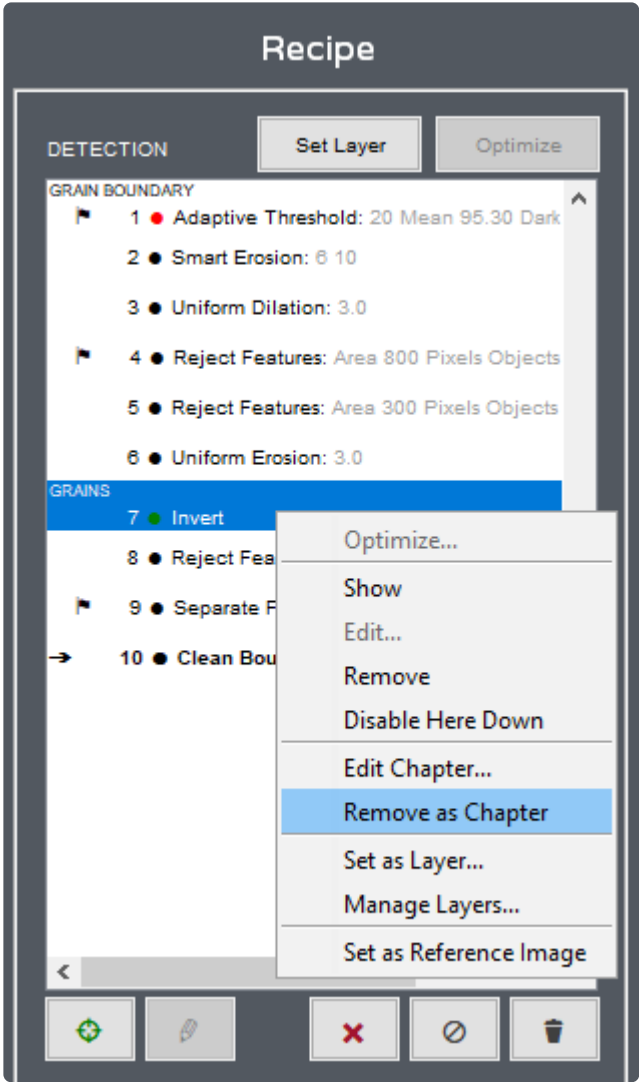 Recipe
DETECTION
Set Layer
Optimize
GRAIN BOUNDARY
1 Adaptive Threshold: 20 Mean 95.30 Dark
2 Smart Erosion: 6 10
3 Uniform Dilation: 3.0
4 Reject Features: Area 800 Pixels Objects
5 Reject Features: Area 300 Pixels Objects
6 Uniform Erosion: 3.0
GRAINS
7 Invert
8 Reject Fea
9 Separate F
10 Clean Bou
Optimize...
Show
Edit...
Remove
Disable Here Down
Edit Chapter...
Remove as Chapter
Set as Layer...
Manage Layers...
Set as Reference Image